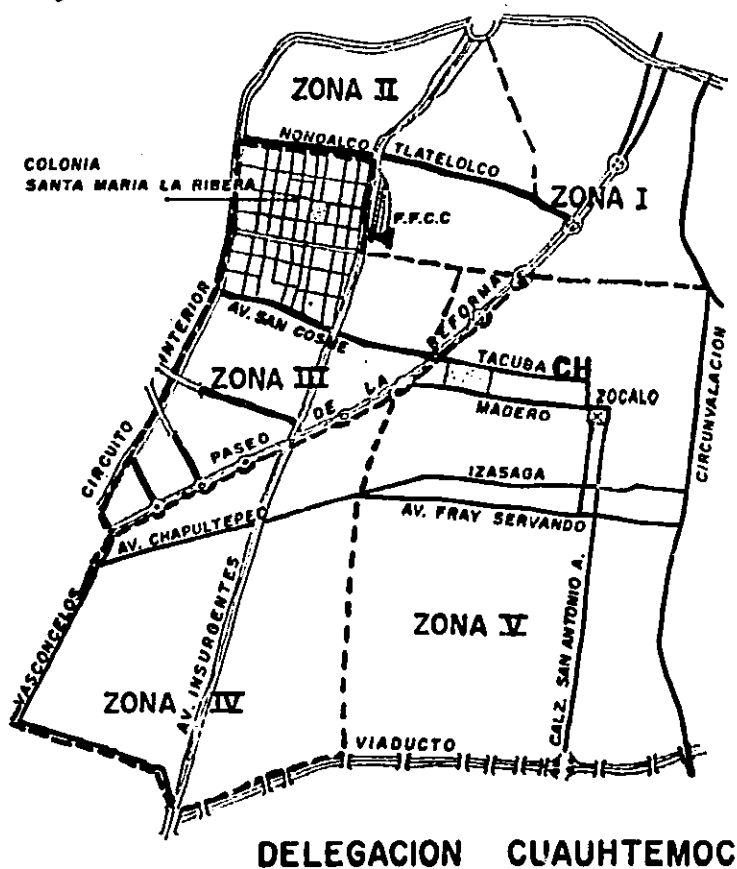 ZONA II
NONOALCO TLATELOLCO
COLONIA
SANTA MARIA LA RIBERA
ZONA I
F.F.C.C
CIRCUITO INTERIOR
AV. SAN COSME
PASEO DE LA REFORMA
TACUBA CH
ZONA III
ZOCALO
MADERO
CIRCUNVALACION
IZASAGA
AV. CHAPULTEPEC
AV. FRAY SERVANDO
VASCONCELOS
AV. INSURGENTES
CALZ. SAN ANTONIO A.
ZONA V
ZONA IV
VIADUCTO
DELEGACION CUAUHTEMOC